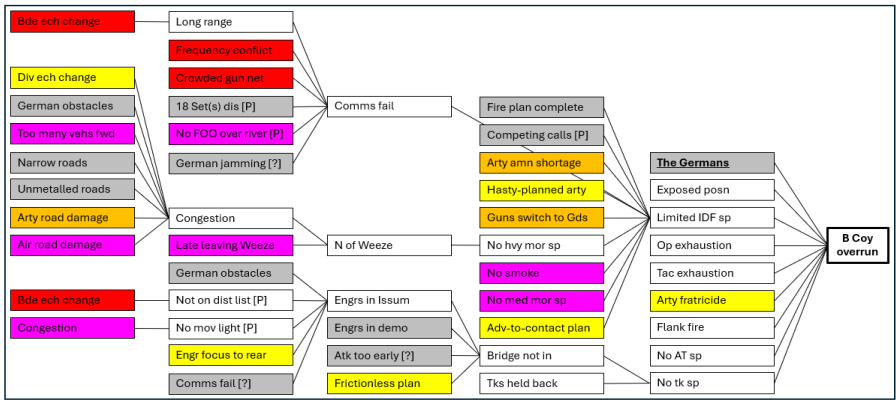 Bde ech change
Div ech change
German obstacles
Too many vehs fwd
Narrow roads
Unmetalled roads
Arty road damage
Air road damage
Bde ech change
Congestion
Long range
Frequency conflict
Crowded gun net
18 Set(s) dis [P]
No FOO over river [P]
German jamming [?]
Congestion
Late leaving Weeze
German obstacles
Not on dist list [P]
No mov light [P]
Engr focus to rear
Comms fail [?]
Comms fail
N of Weeze
Engrs in Issum
Engrs in demo
Atk too early [?]
Frictionless plan
Fire plan complete
Competing calls [P]
Arty amn shortage
Hasty-planned arty
Guns switch to Gds
No hvy mor sp
No smoke
No med mor sp
Adv-to-contact plan
Bridge not in
Tks held back
The Germans
Exposed posn
Limited IDF sp
Op exhaustion
Tac exhaustion
Arty fratricide
Flank fire
No AT sp
No tk sp
B Coy
overrun